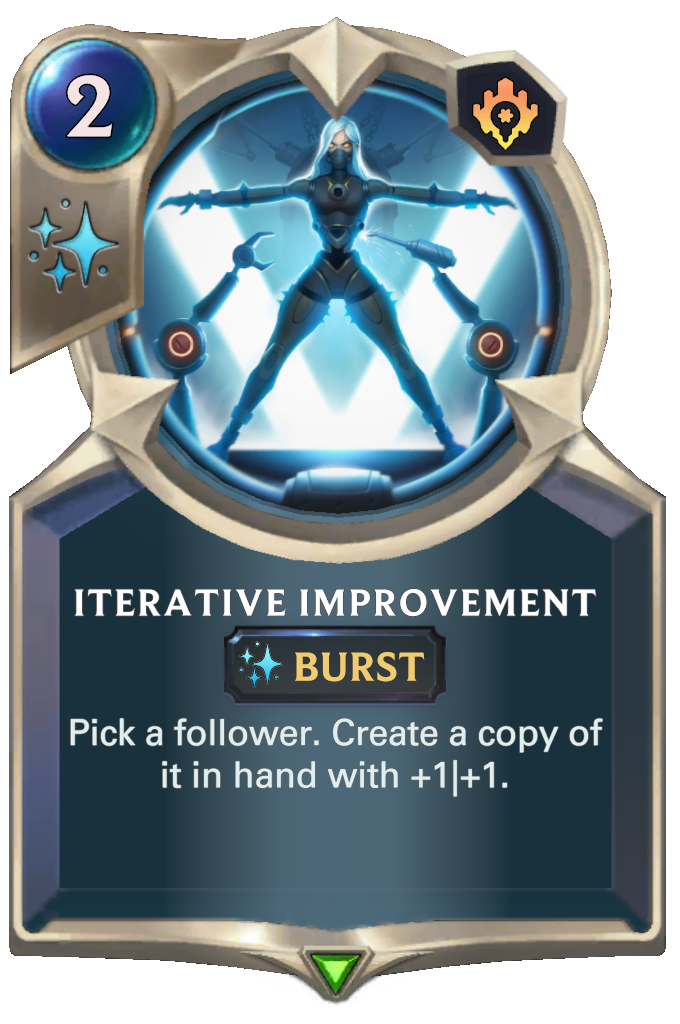 2
ITERATIVE IMPROVEMENT
BURST
Pick a follower. Create a copy of
it in hand with +1|+1.